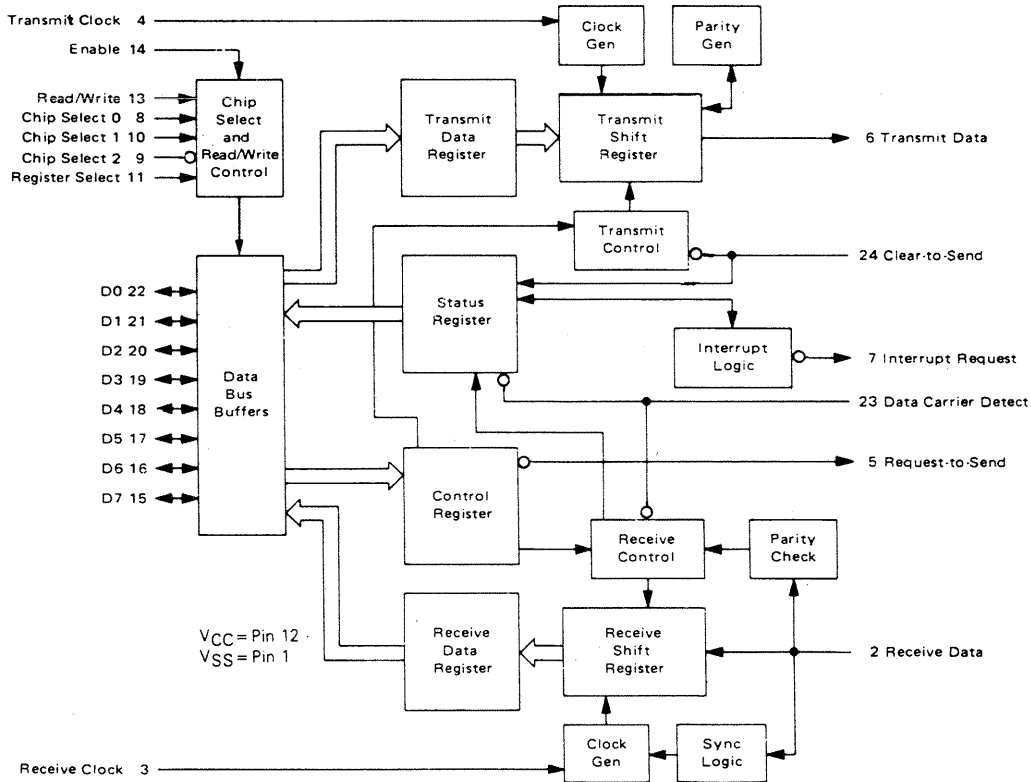 Transmit Clock 4
Clock
Gen
Parity
Gen
Enable 14
Read/Write 13
Chip Select 0 8
Chip Select 1 10
Chip Select 2 9
Register Select 11
Chip
Select
and
Read/Write
Control
Transmit
Data
Register
Transmit
Shift
Register
6 Transmit Data
Transmit
Control
24 Clear-to-Send
D0 22
D1 21
D2 20
D3 19
D4 18
D5 17
D6 16
D7 15
Data
Bus
Buffers
Status
Register
Interrupt
Logic
7 Interrupt Request
23 Data Carrier Detect
5 Request-to-Send
Control
Register
Receive
Control
Parity
Check
VCC = Pin 12
VSS = Pin 1
Receive
Data
Register
Receive
Shift
Register
2 Receive Data
Receive Clock 3
Clock
Gen
Sync
Logic